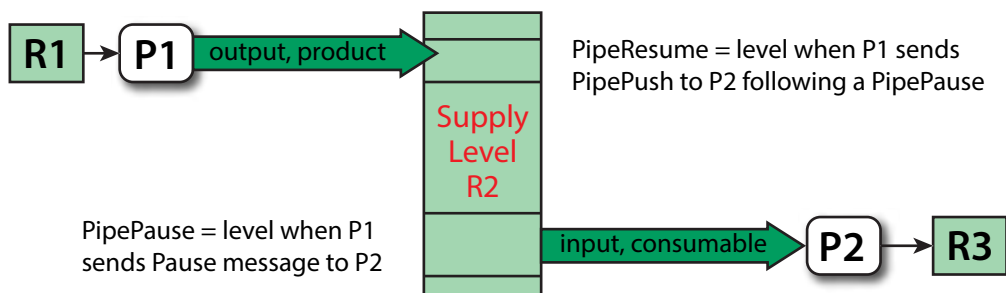 R1
P1
output, product
PipeResume = level when P1 sends
PipePush to P2 following a PipePause
Supply
Level
R2
PipePause = level when P1
sends Pause message to P2
input, consumable
P2
R3